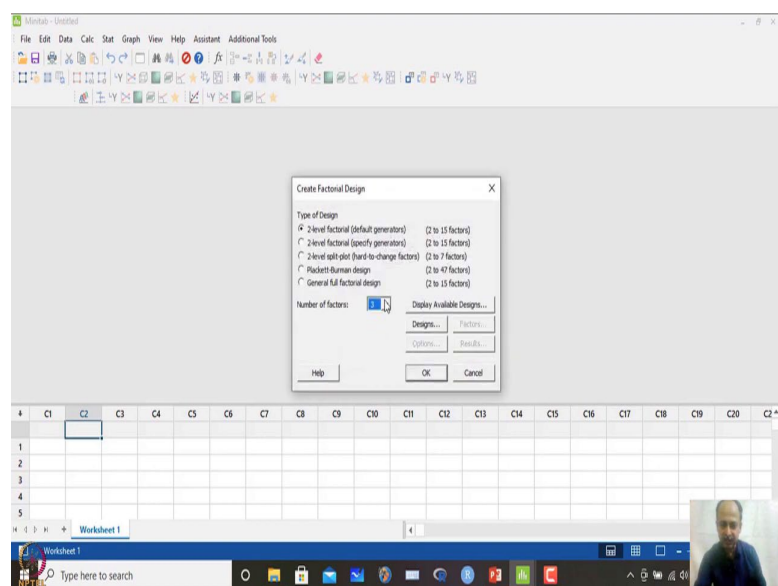 Minitab - Untitled
File Edit Data Calc Stat Graph View Help Assistant Additional Tools
Create Factorial Design X
Type of Design
2-level factorial (default generators) (2 to 15 factors)
2-level factorial (specify generators) (2 to 15 factors)
2-level split-plot (hard-to-change factors) (2 to 7 factors)
Plackett-Burman design (2 to 47 factors)
General full factorial design (2 to 15 factors)
Number of factors: 3 Display Available Designs...
Designs... Factors...
Options... Results...
Help OK Cancel
C1 C2 C3 C4 C5 C6 C7 C8 C9 C10 C11 C12 C13 C14 C15 C16 C17 C18 C19 C20
1
2
3
4
5
Worksheet 1
Worksheet 1
Type here to search
NPTEL